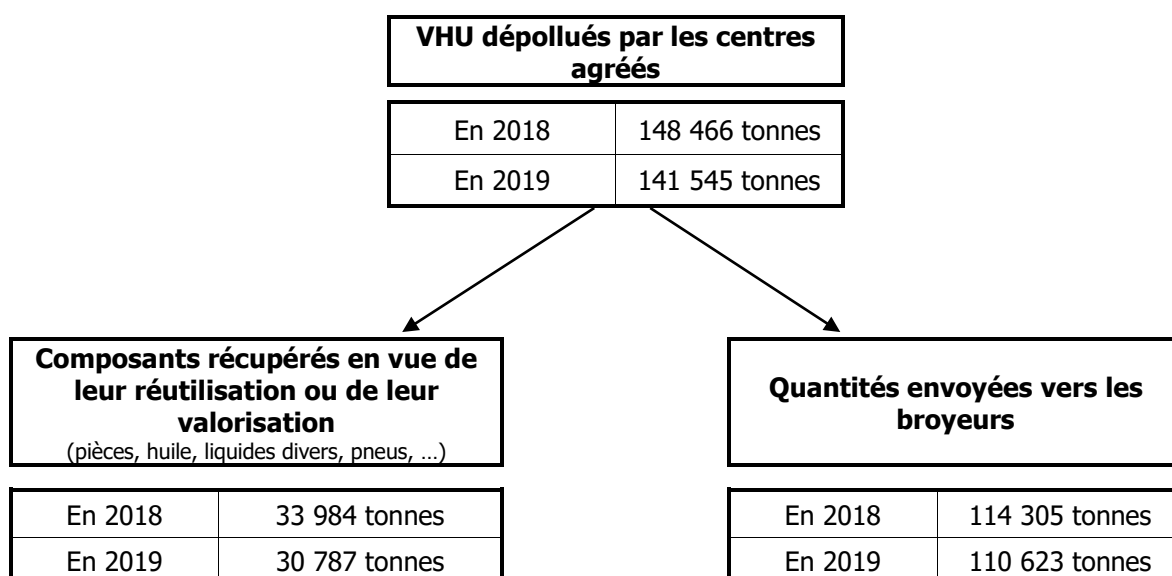 VHU dépollués par les centres
agréés
En 2018 148 466 tonnes
En 2019 141 545 tonnes
Composants récupérés en vue de
leur réutilisation ou de leur
valorisation
(pièces, huile, liquides divers, pneus, …)
En 2018 33 984 tonnes
En 2019 30 787 tonnes
Quantités envoyées vers les
broyeurs
En 2018 114 305 tonnes
En 2019 110 623 tonnes